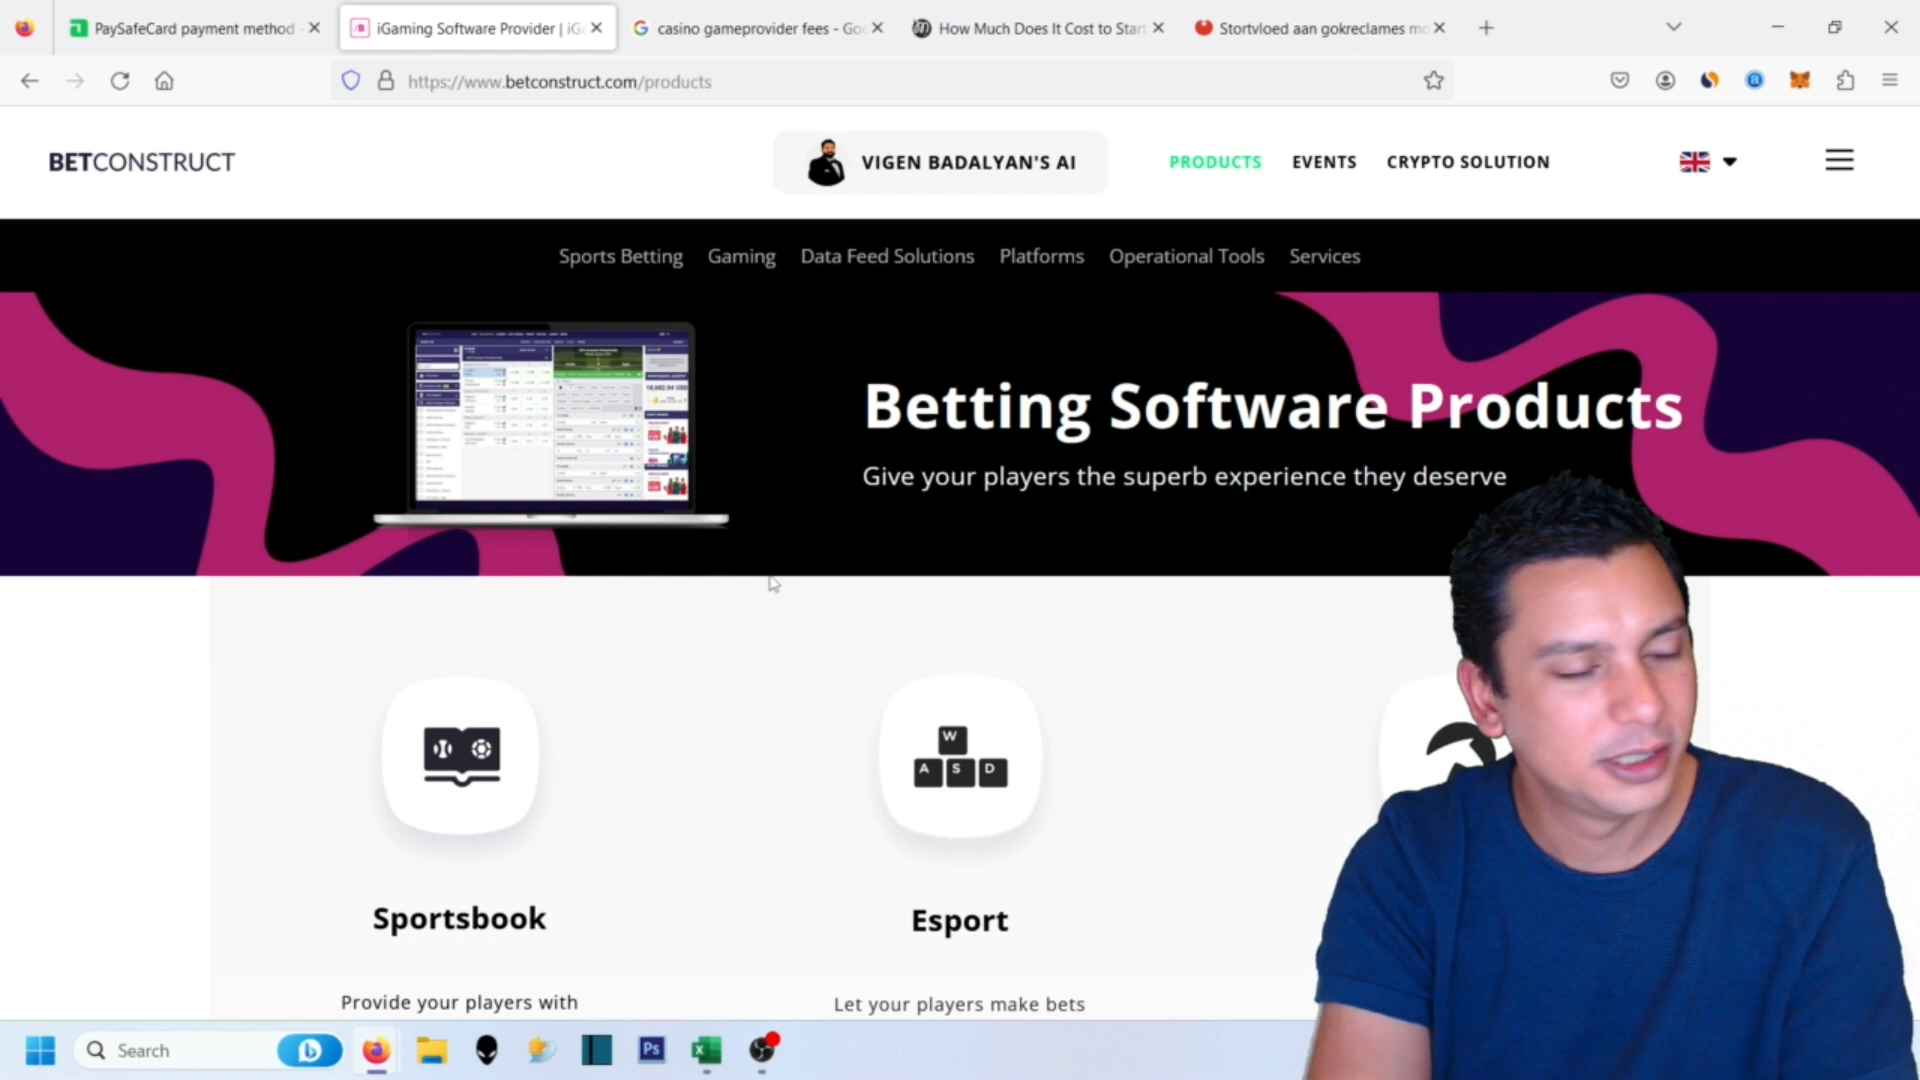 PaySafeCard payment method
iGaming Software Provider | iG
casino gameprovider fees - Goo
How Much Does It Cost to Start
Stortvloed aan gokreclames mo
https://www.betconstruct.com/products
BETCONSTRUCT
VIGEN BADALYAN'S AI
PRODUCTS
EVENTS
CRYPTO SOLUTION
Sports Betting
Gaming
Data Feed Solutions
Platforms
Operational Tools
Services
Betting Software Products
Give your players the superb experience they deserve
W
A S D
Sportsbook
Esport
Provide your players with
Let your players make bets
Search
Ps